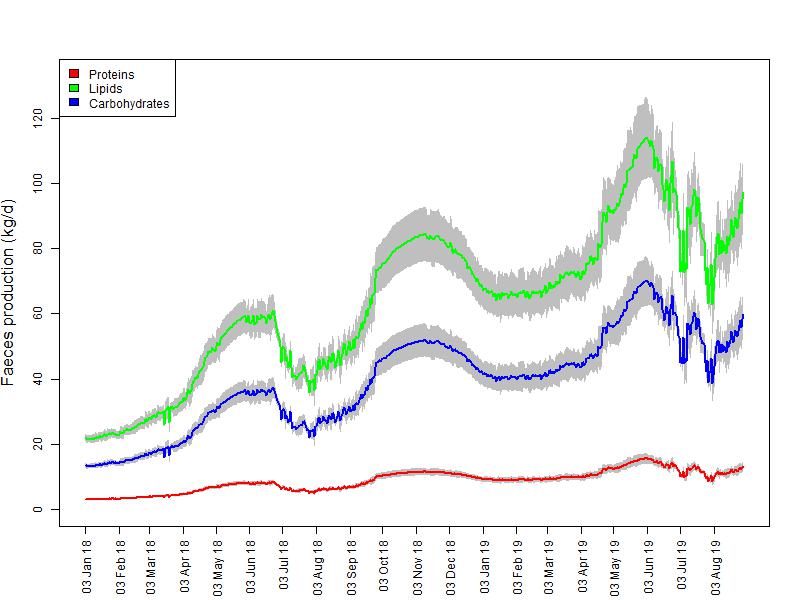 Proteins
Lipids
Carbohydrates
Faeces production (kg/d)
120
100
80
60
40
20
0
03 Jan 18
03 Feb 18
03 Mar 18
03 Apr 18
03 May 18
03 Jun 18
03 Jul 18
03 Aug 18
03 Sep 18
03 Oct 18
03 Nov 18
03 Dec 18
03 Jan 19
03 Feb 19
03 Mar 19
03 Apr 19
03 May 19
03 Jun 19
03 Jul 19
03 Aug 19